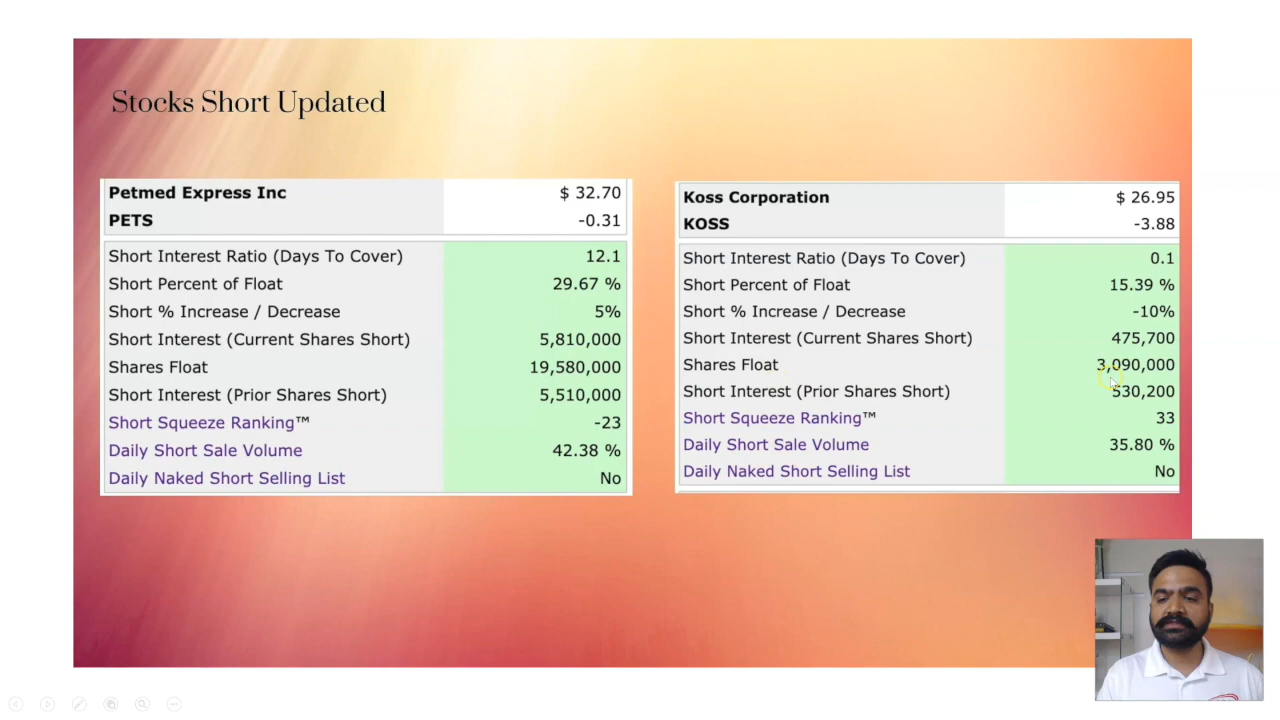 Stocks Short Updated
Petmed Express Inc $ 32.70
PETS -0.31
Short Interest Ratio (Days To Cover) 12.1
Short Percent of Float 29.67 %
Short % Increase / Decrease 5%
Short Interest (Current Shares Short) 5,810,000
Shares Float 19,580,000
Short Interest (Prior Shares Short) 5,510,000
Short Squeeze Ranking™ -23
Daily Short Sale Volume 42.38 %
Daily Naked Short Selling List No
Koss Corporation $ 26.95
KOSS -3.88
Short Interest Ratio (Days To Cover) 0.1
Short Percent of Float 15.39 %
Short % Increase / Decrease -10%
Short Interest (Current Shares Short) 475,700
Shares Float 3,090,000
Short Interest (Prior Shares Short) 530,200
Short Squeeze Ranking™ 33
Daily Short Sale Volume 35.80 %
Daily Naked Short Selling List No